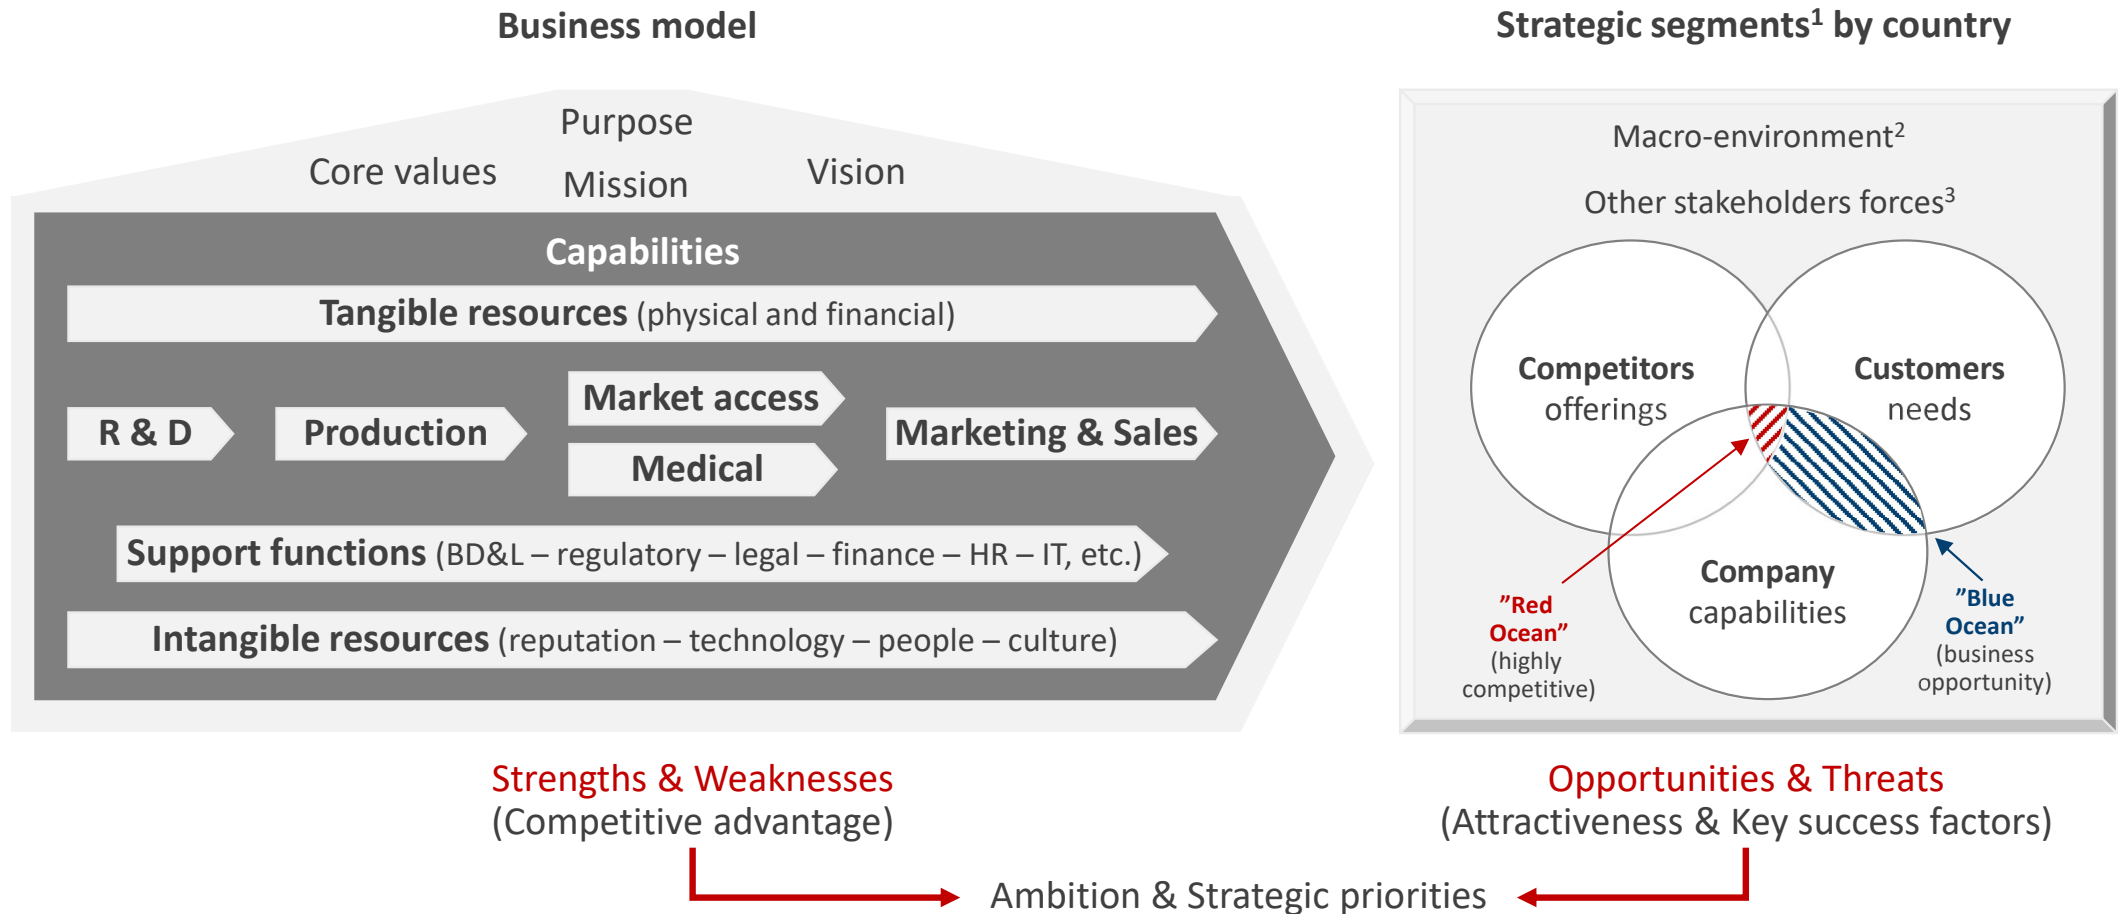 Business model
Purpose
Core values
Mission
Vision
Capabilities
Tangible resources (physical and financial)
R & D
Production
Market access
Medical
Marketing & Sales
Support functions (BD&L – regulatory – legal – finance – HR – IT, etc.)
Intangible resources (reputation – technology – people – culture)
Strengths & Weaknesses
(Competitive advantage)
Strategic segments¹ by country
Macro-environment²
Other stakeholders forces³
Competitors
offerings
Customers
needs
Company
capabilities
”Red
Ocean”
(highly
competitive)
”Blue
Ocean”
(business
opportunity)
Opportunities & Threats
(Attractiveness & Key success factors)
Ambition & Strategic priorities